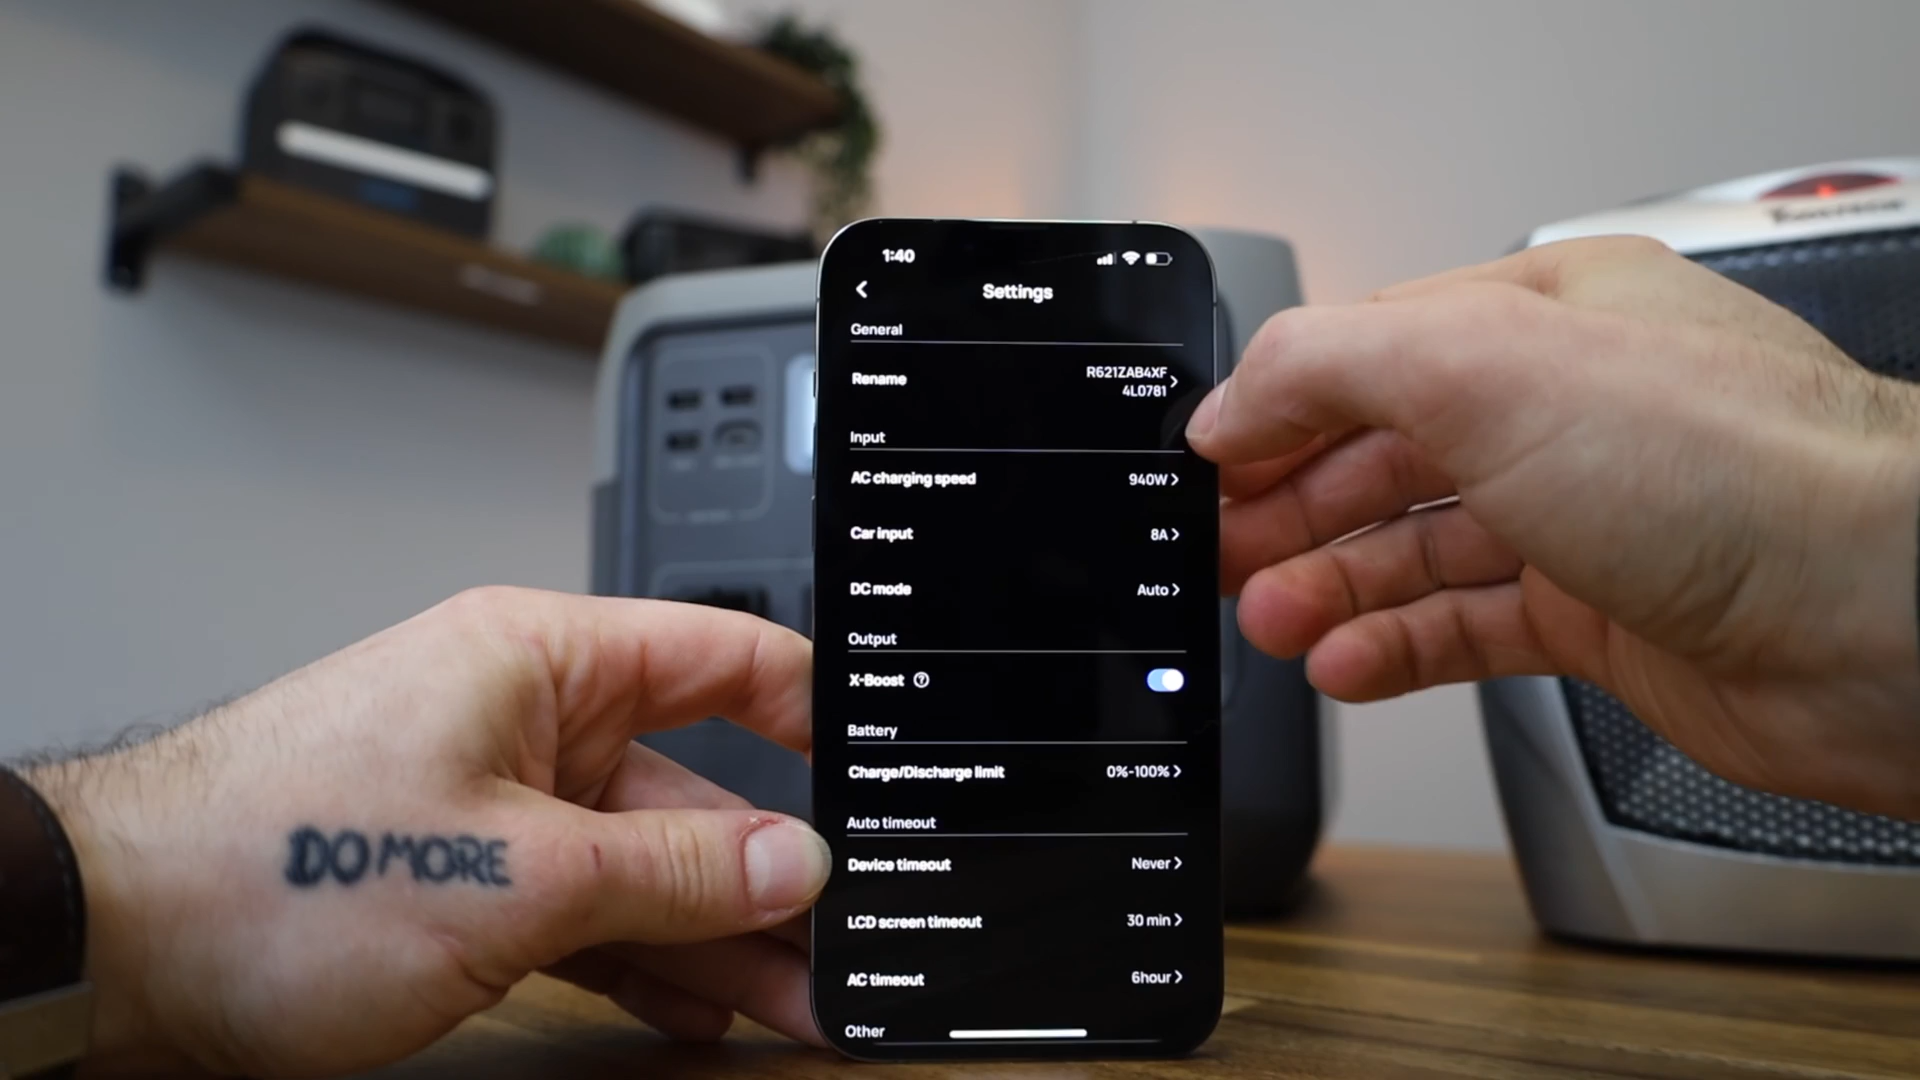 1:40
Settings
General
Rename
R621ZAB4XF
4L0781
Input
AC charging speed 940W
Car input 8A
DC mode Auto
Output
X-Boost ?
Battery
Charge/Discharge limit 0%-100%
Auto timeout
Device timeout Never
LCD screen timeout 30 min
AC timeout 6hour
Other
DO MORE